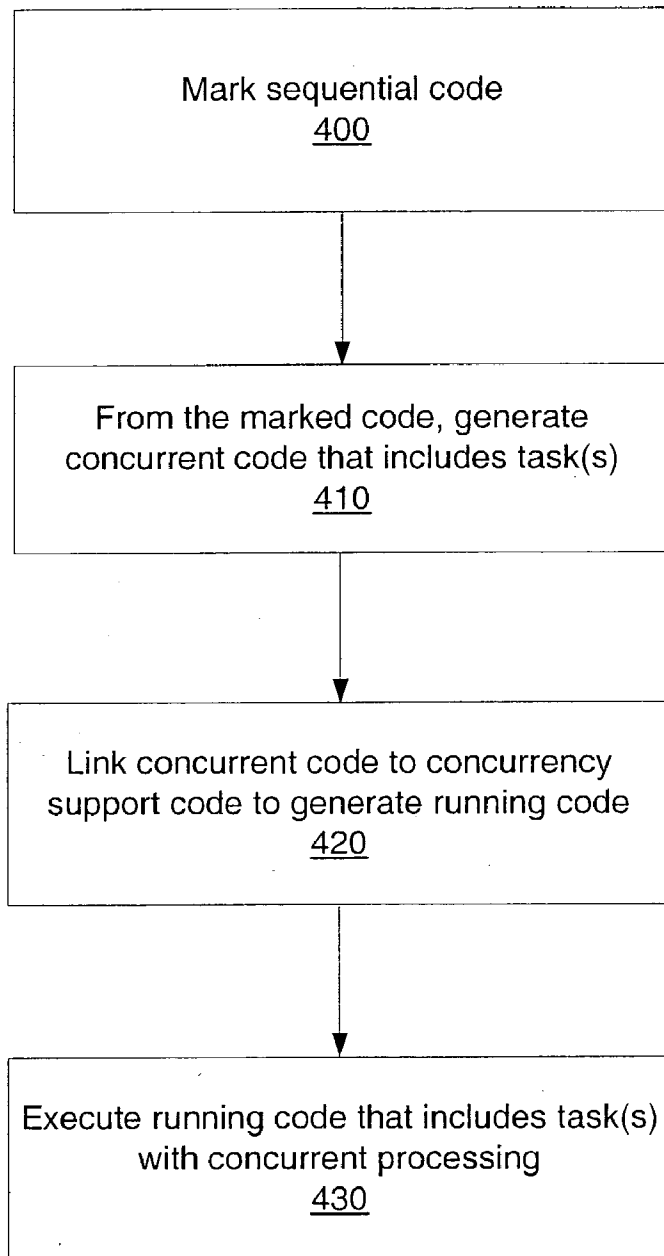 Mark sequential code
400
From the marked code, generate
concurrent code that includes task(s)
410
Link concurrent code to concurrency
support code to generate running code
420
Execute running code that includes task(s)
with concurrent processing
430